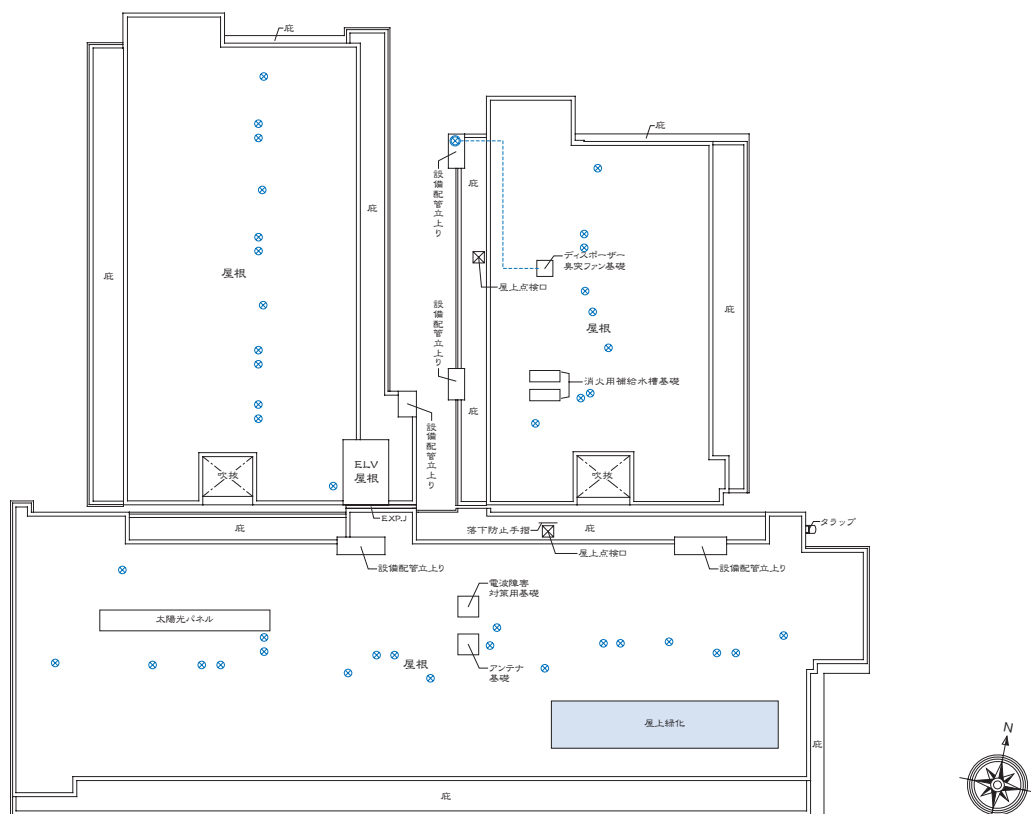 庇
庇
庇
設備配管立上り
庇
庇
庇
ディスポーザー
臭突ファン基礎
屋根
屋上点検口
設備配管立上り
庇
屋根
消火用補給水槽基礎
庇
設備配管立上り
ELV
屋根
吹抜
吹抜
EXP.J
庇
落下防止手摺
庇
タラップ
屋上点検口
設備配管立上り
設備配管立上り
電波障害
対策用基礎
太陽光パネル
屋根
アンテナ
基礎
屋上緑化
庇
庇
N